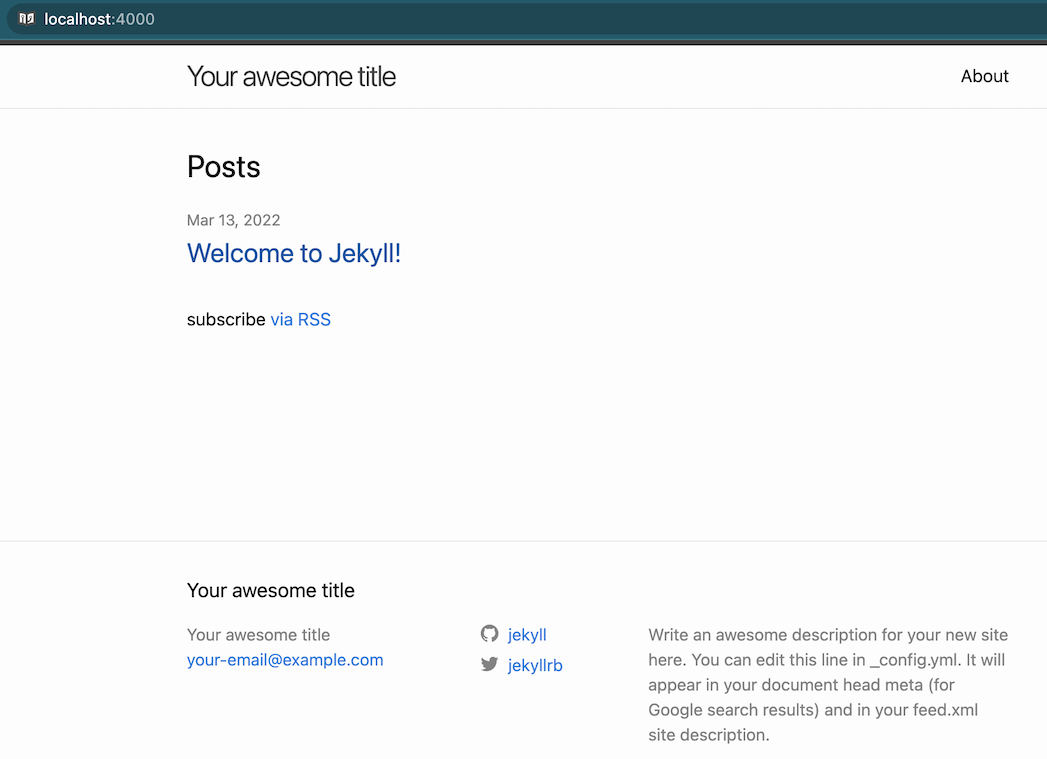 localhost:4000
Your awesome title
About
Posts
Mar 13, 2022
Welcome to Jekyll!
subscribe via RSS
Your awesome title
Your awesome title
your-email@example.com
jekyll
jekyllrb
Write an awesome description for your new site
here. You can edit this line in _config.yml. It will
appear in your document head meta (for
Google search results) and in your feed.xml
site description.